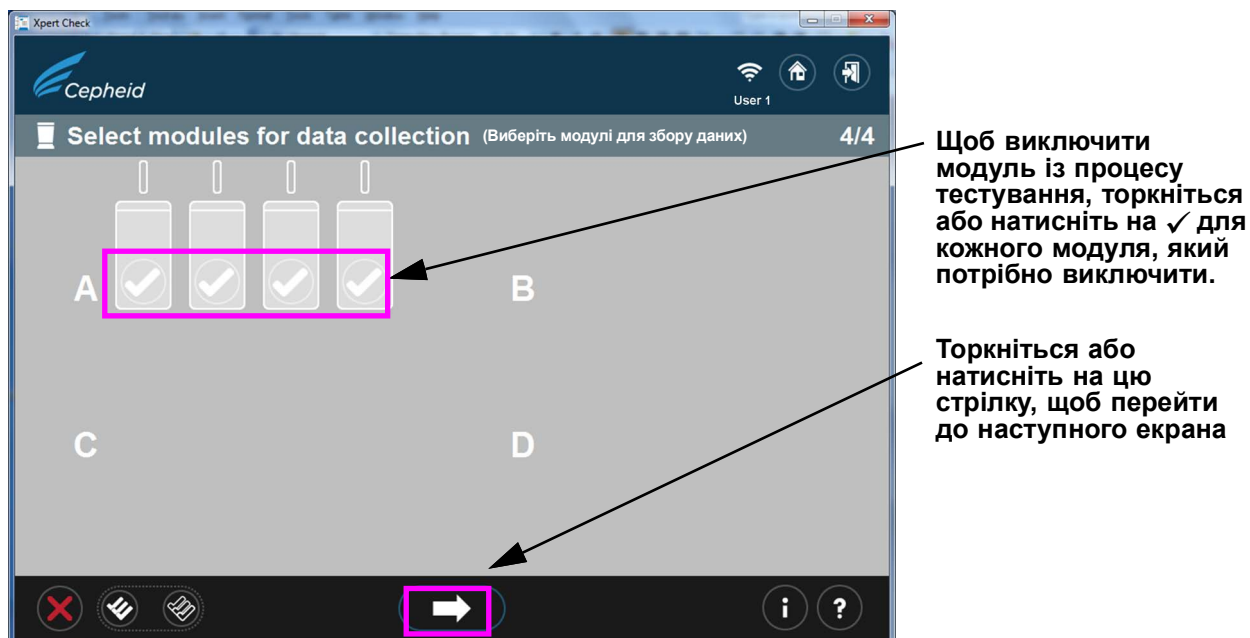 Xpert Check
Cepheid
User 1
Select modules for data collection (Виберіть модулі для збору даних) 4/4
A
B
C
D
i ?
Щоб виключити
модуль із процесу
тестування, торкніться
або натисніть на ✓ для
кожного модуля, який
потрібно виключити.
Торкніться або
натисніть на цю
стрілку, щоб перейти
до наступного екрана